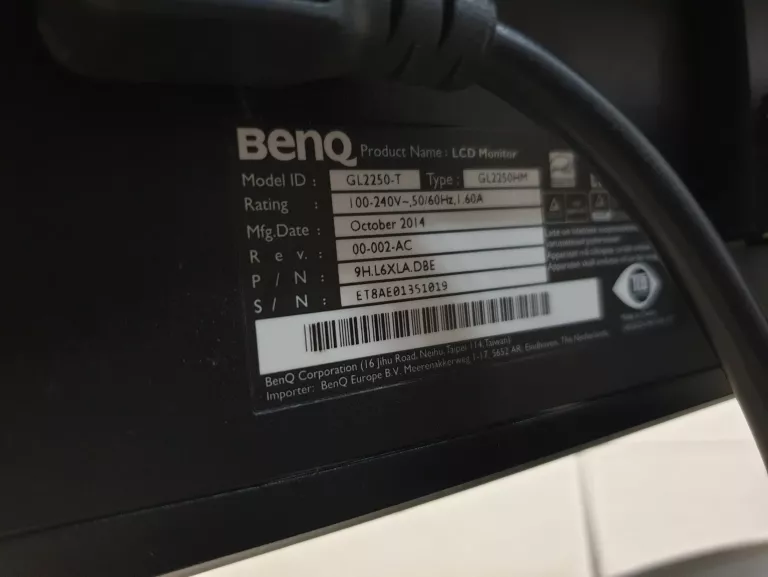 BenQ Product Name : LCD Monitor
Model ID : GL2250-T Type : GL2250HM
Rating : 100-240V~,50/60Hz,1.60A
Mfg.Date : October 2014
R e v. : 00-002-AC
P / N : 9H.L6XLA.DBE
S / N : ET8AE01351019
BenQ Corporation (16 Jihu Road, Neihu, Taipei 114, Taiwan)
Importer: BenQ Europe B.V. Meerenakkerweg 1-17, 5652 AR, Eindhoven, The Netherlands